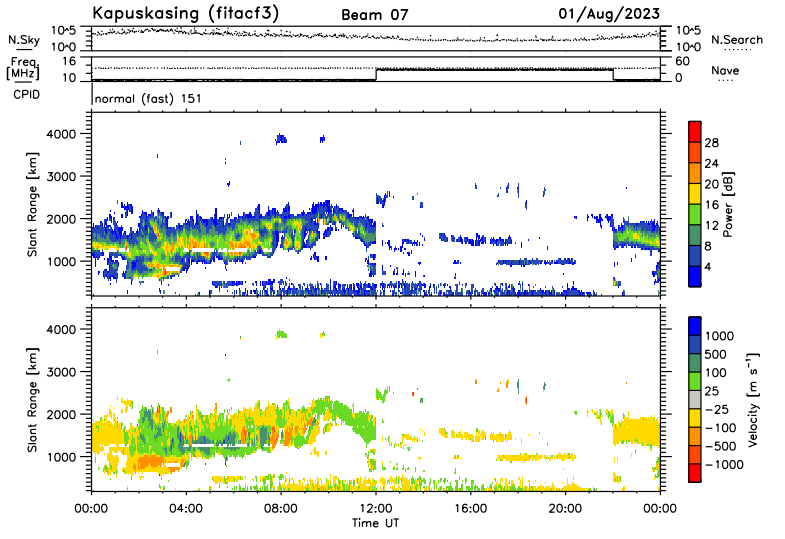 Kapuskasing (fitacf3) Beam 07 01/Aug/2023
N.Sky 10^5 10^0 10^5 10^0 N.Search
Freq. [MHz] 16 10 60 0 Nave
CPID normal (fast) 151
Slant Range [km] 4000 3000 2000 1000
Power [dB] 28 24 20 16 12 8 4
Slant Range [km] 4000 3000 2000 1000
Velocity [m s⁻¹] 1000 500 100 25 −25 −100 −500 −1000
00:00 04:00 08:00 12:00 16:00 20:00 00:00
Time UT